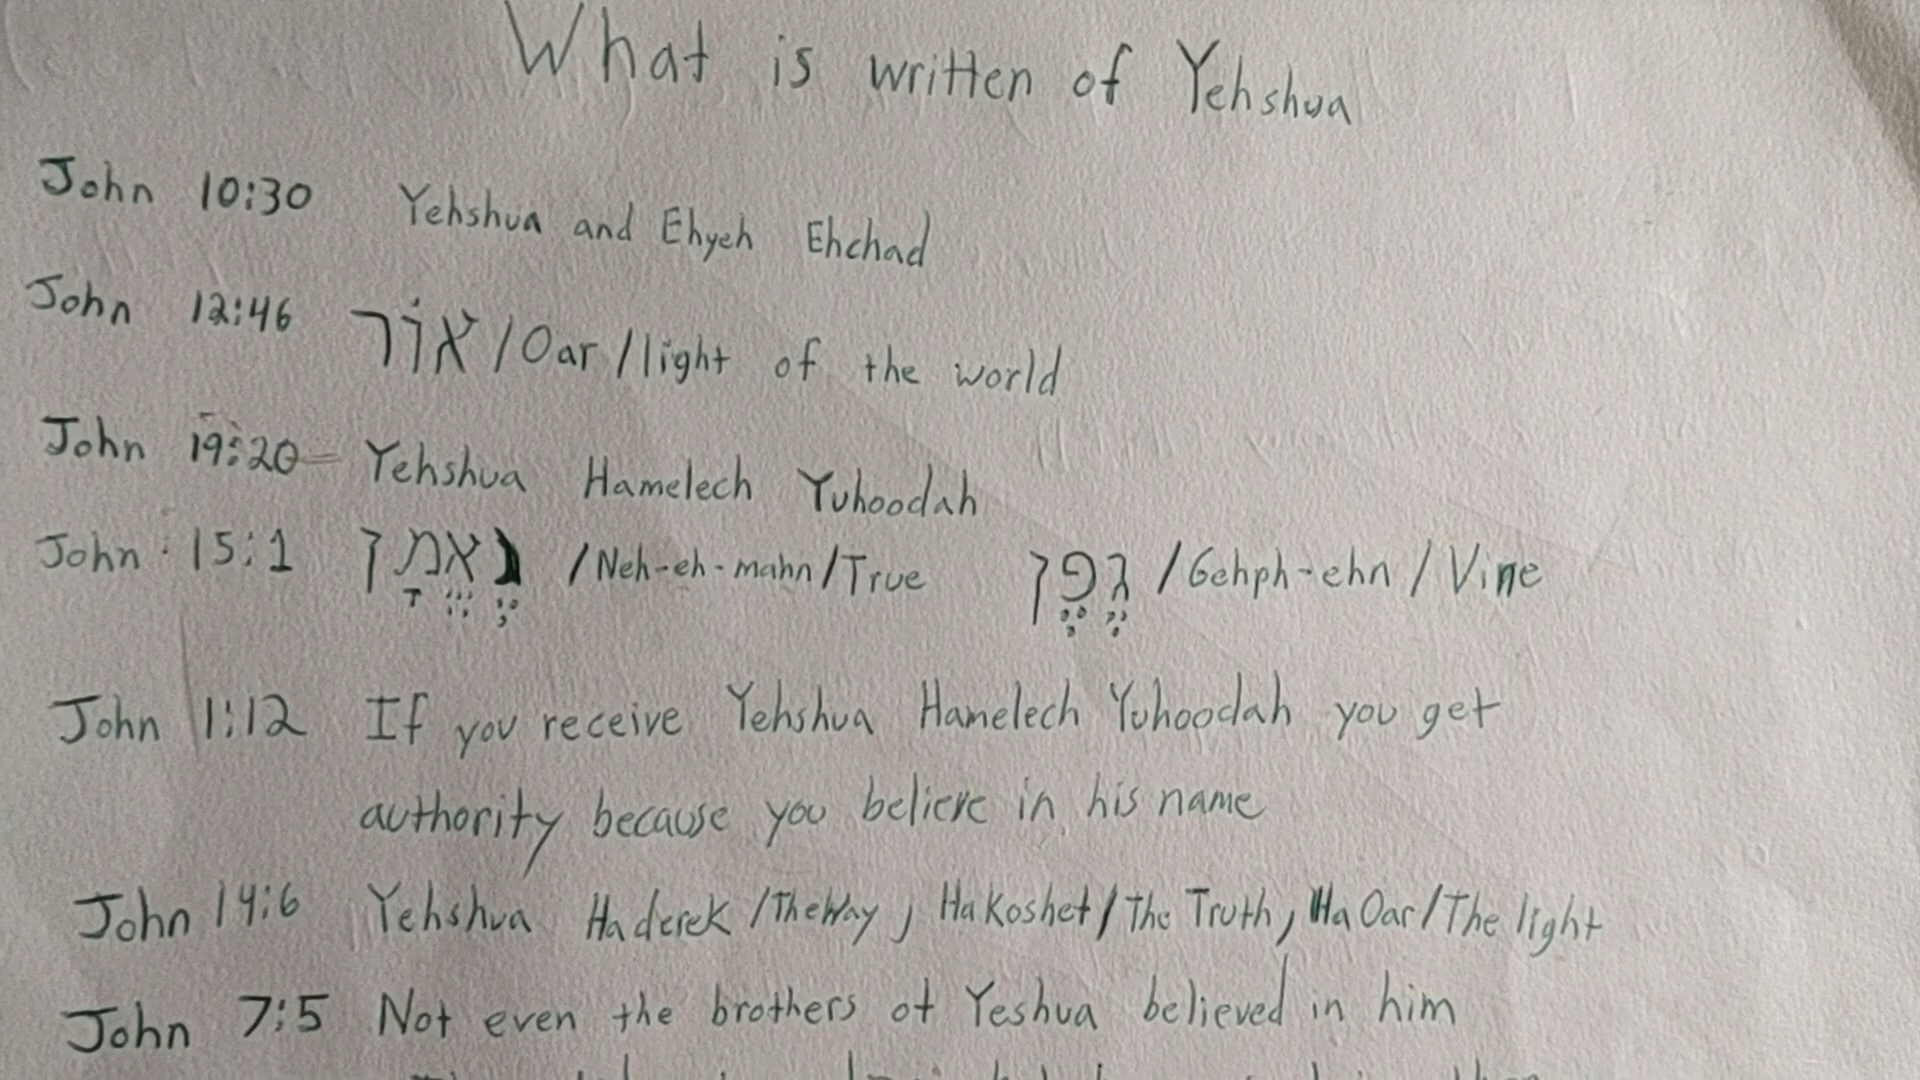 What is written of Yehshua
John 10:30 Yehshua and Ehyeh Ehchad
John 12:46 אוֹר / Oar / light of the world
John 19:20 Yehshua Hamelech Yuhoodah
John 15:1 נֶאֱמָן / Neh-eh-mahn / True גֶפֶן / Gehph-ehn / Vine
John 1:12 If you receive Yehshua Hamelech Yuhoodah you get
authority because you believe in his name
John 14:6 Yehshua Ha derek / The Way, Ha Koshet / The Truth, Ha Oar / The light
John 7:5 Not even the brothers of Yeshua believed in him